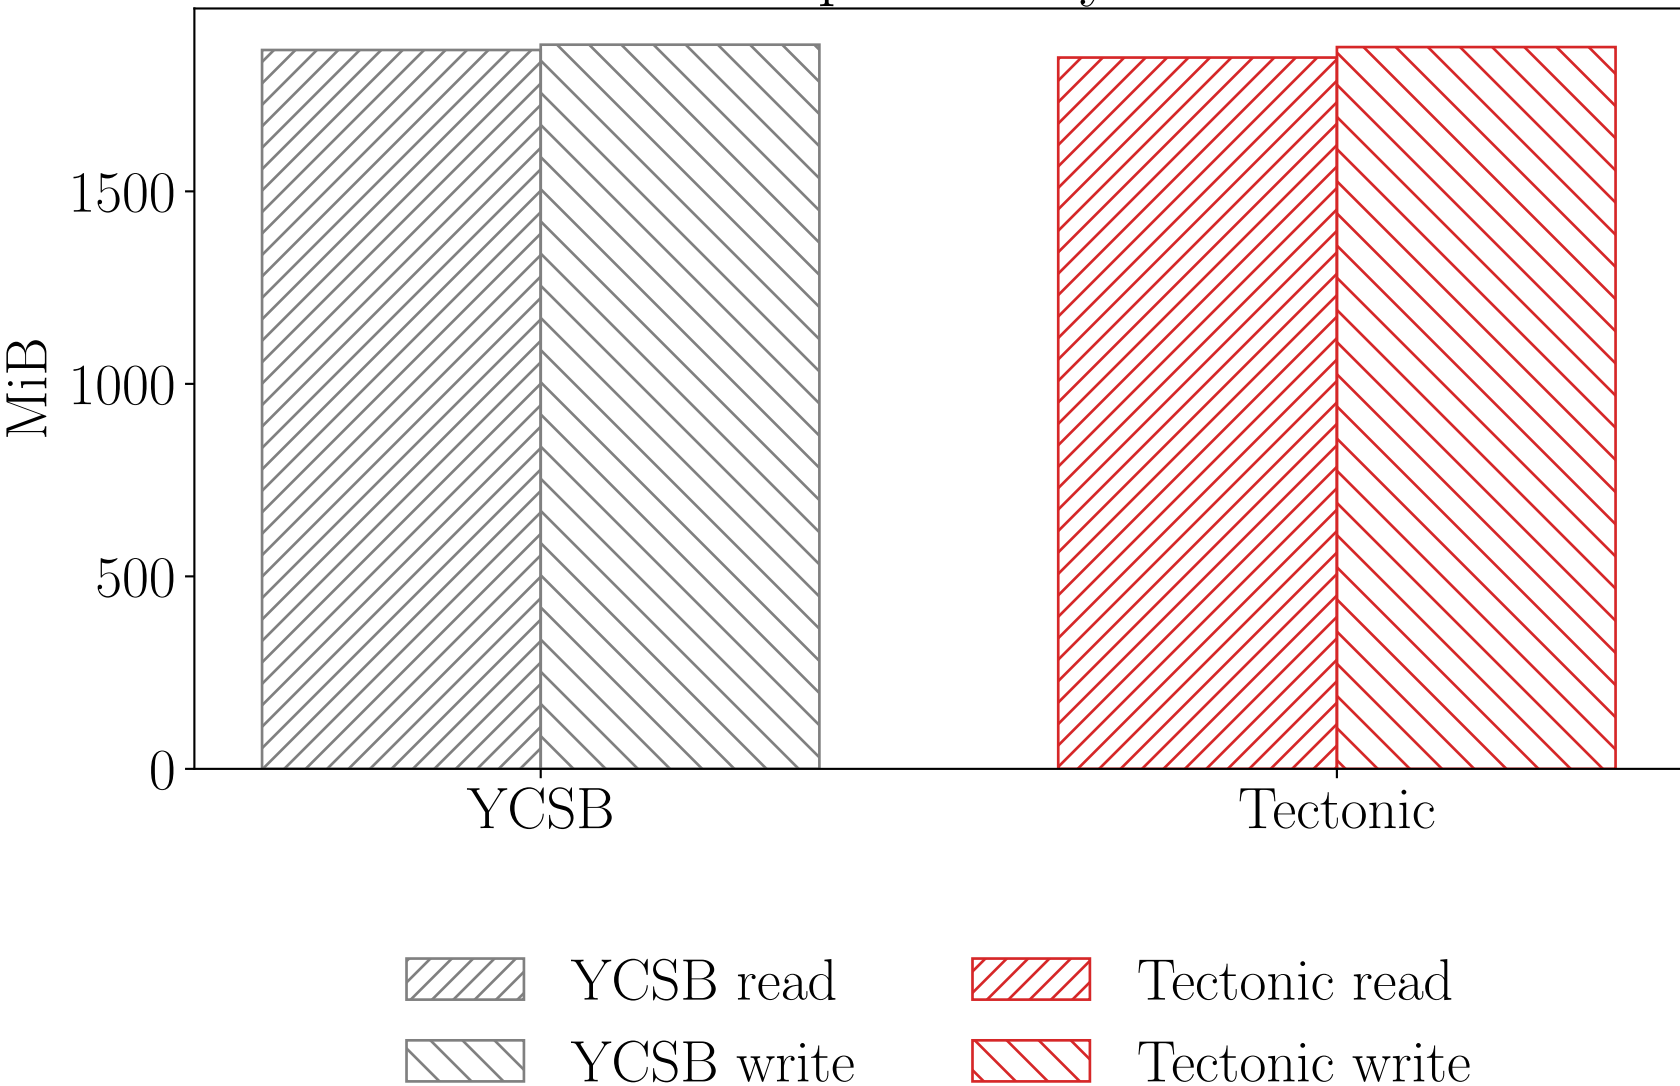 1500
1000
500
0
MiB
YCSB Tectonic
YCSB read Tectonic read
YCSB write Tectonic write